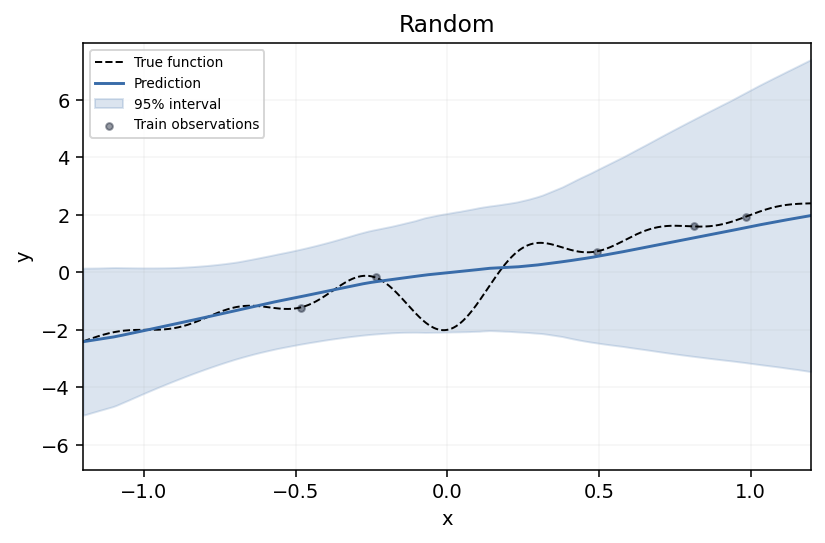 Random
True function
Prediction
95% interval
Train observations
y
6
4
2
0
−2
−4
−6
−1.0 −0.5 0.0 0.5 1.0
x